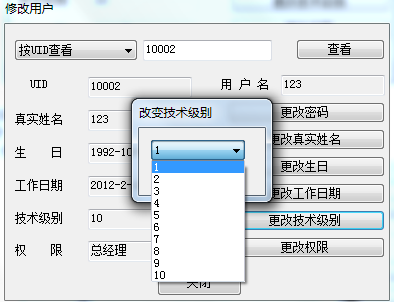 修改用户
按UID查看 10002 查看
UID 10002 用 户 名 123
改变技术级别
更改密码
真实姓名 123 更改真实姓名
1
生 日 1992-10 更改生日
1
2
3
4
5
6
7
8
9
10
工作日期 2012-2- 更改工作日期
技术级别 10 更改技术级别
权 限 总经理 更改权限
关闭